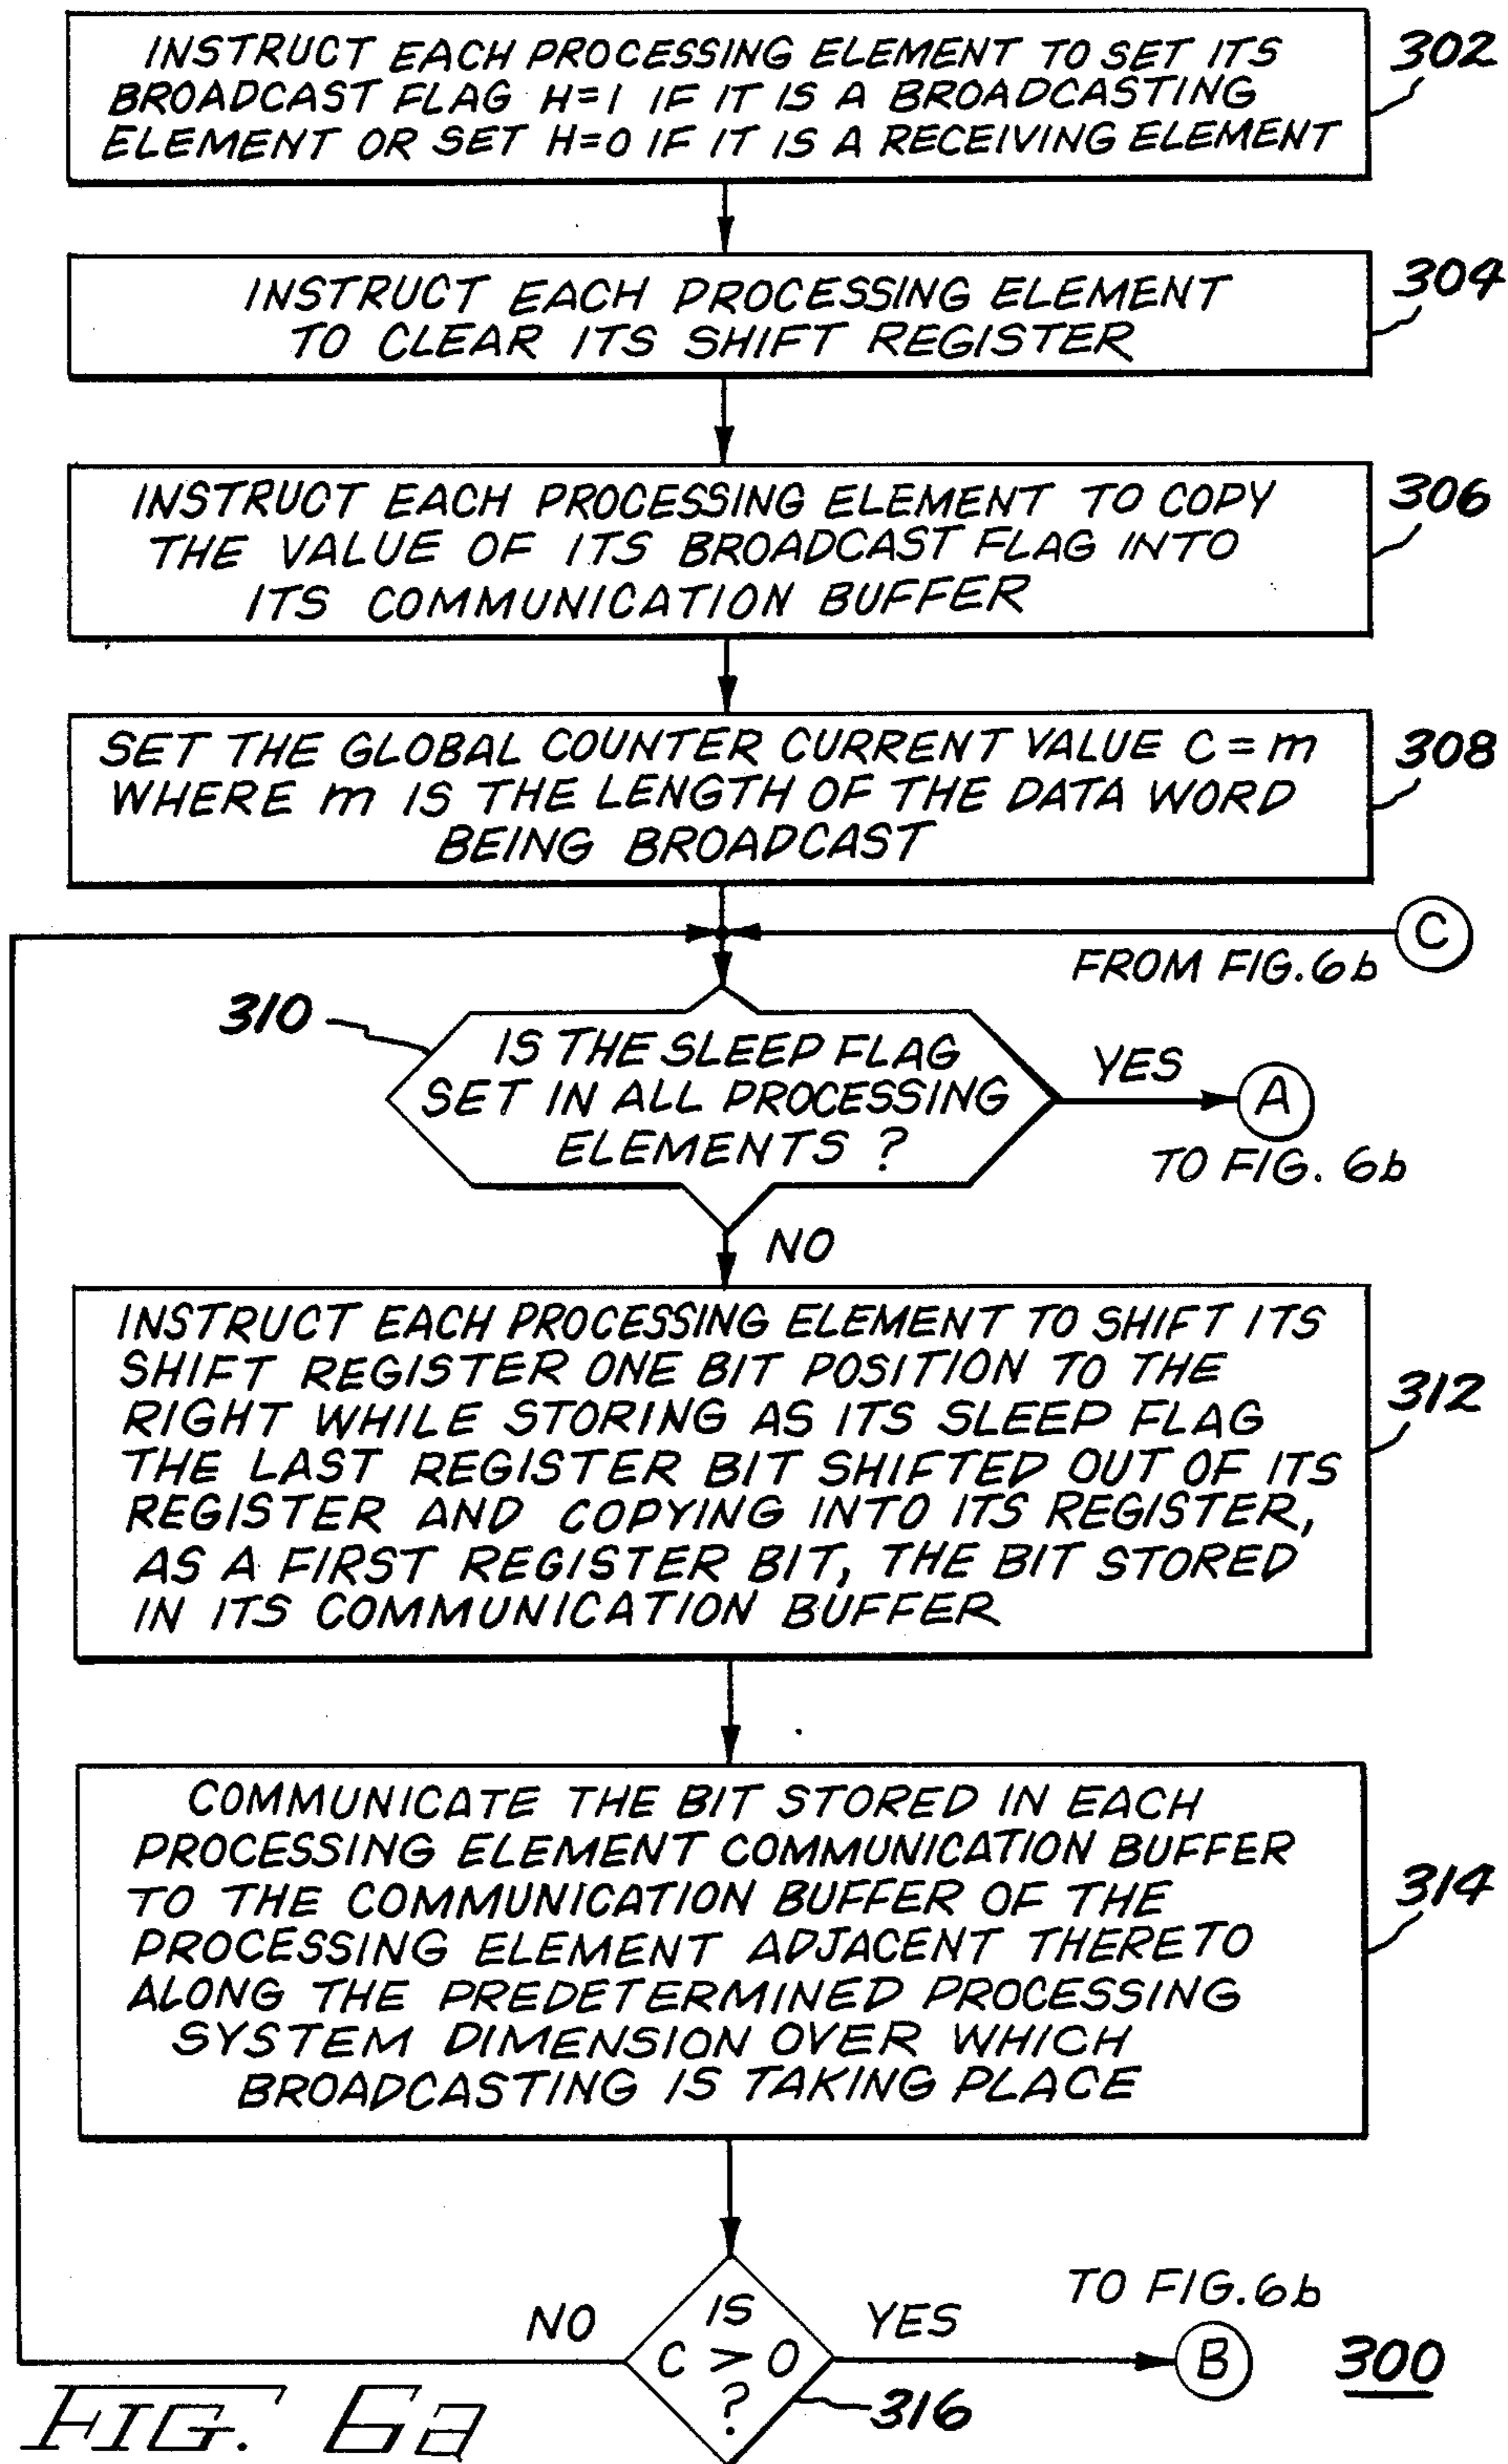 INSTRUCT EACH PROCESSING ELEMENT TO SET ITS
BROADCAST FLAG H=1 IF IT IS A BROADCASTING
ELEMENT OR SET H=0 IF IT IS A RECEIVING ELEMENT
302
INSTRUCT EACH PROCESSING ELEMENT
TO CLEAR ITS SHIFT REGISTER
304
INSTRUCT EACH PROCESSING ELEMENT TO COPY
THE VALUE OF ITS BROADCAST FLAG INTO
ITS COMMUNICATION BUFFER
306
SET THE GLOBAL COUNTER CURRENT VALUE C = m
WHERE m IS THE LENGTH OF THE DATA WORD
BEING BROADCAST
308
C
FROM FIG. 6b
310
IS THE SLEEP FLAG
SET IN ALL PROCESSING
ELEMENTS ?
YES
A
TO FIG. 6b
NO
INSTRUCT EACH PROCESSING ELEMENT TO SHIFT ITS
SHIFT REGISTER ONE BIT POSITION TO THE
RIGHT WHILE STORING AS ITS SLEEP FLAG
THE LAST REGISTER BIT SHIFTED OUT OF ITS
REGISTER AND COPYING INTO ITS REGISTER,
AS A FIRST REGISTER BIT, THE BIT STORED
IN ITS COMMUNICATION BUFFER
312
COMMUNICATE THE BIT STORED IN EACH
PROCESSING ELEMENT COMMUNICATION BUFFER
TO THE COMMUNICATION BUFFER OF THE
PROCESSING ELEMENT ADJACENT THERETO
ALONG THE PREDETERMINED PROCESSING
SYSTEM DIMENSION OVER WHICH
BROADCASTING IS TAKING PLACE
314
IS
C > 0
?
NO
YES
TO FIG. 6b
B
316
300
FIG. 6a